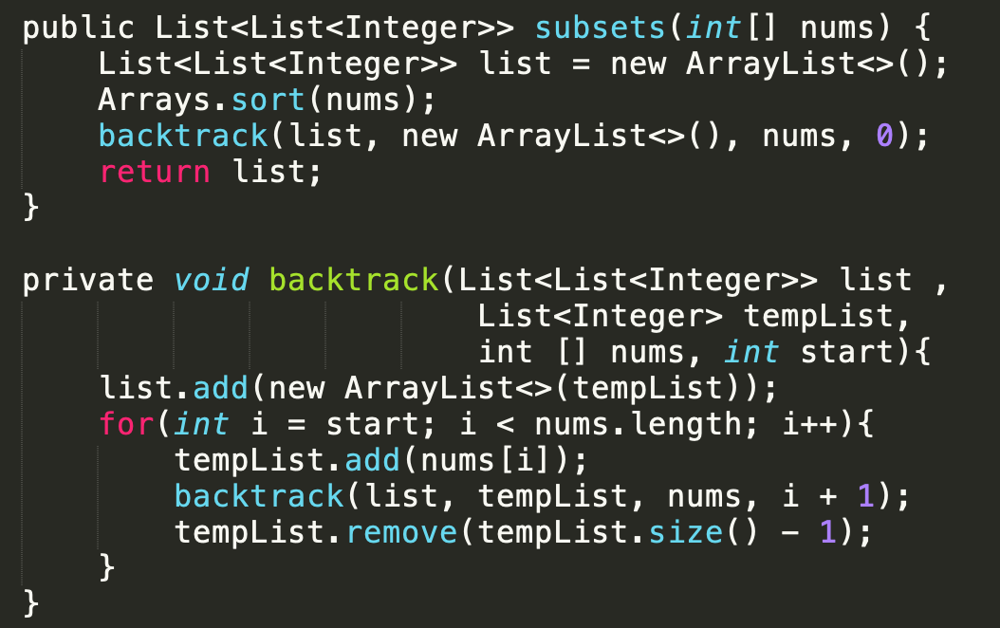 public List<List<Integer>> subsets(int[] nums) {
    List<List<Integer>> list = new ArrayList<>();
    Arrays.sort(nums);
    backtrack(list, new ArrayList<>(), nums, 0);
    return list;
}

private void backtrack(List<List<Integer>> list ,
                        List<Integer> tempList,
                        int [] nums, int start){
    list.add(new ArrayList<>(tempList));
    for(int i = start; i < nums.length; i++){
        tempList.add(nums[i]);
        backtrack(list, tempList, nums, i + 1);
        tempList.remove(tempList.size() - 1);
    }
}